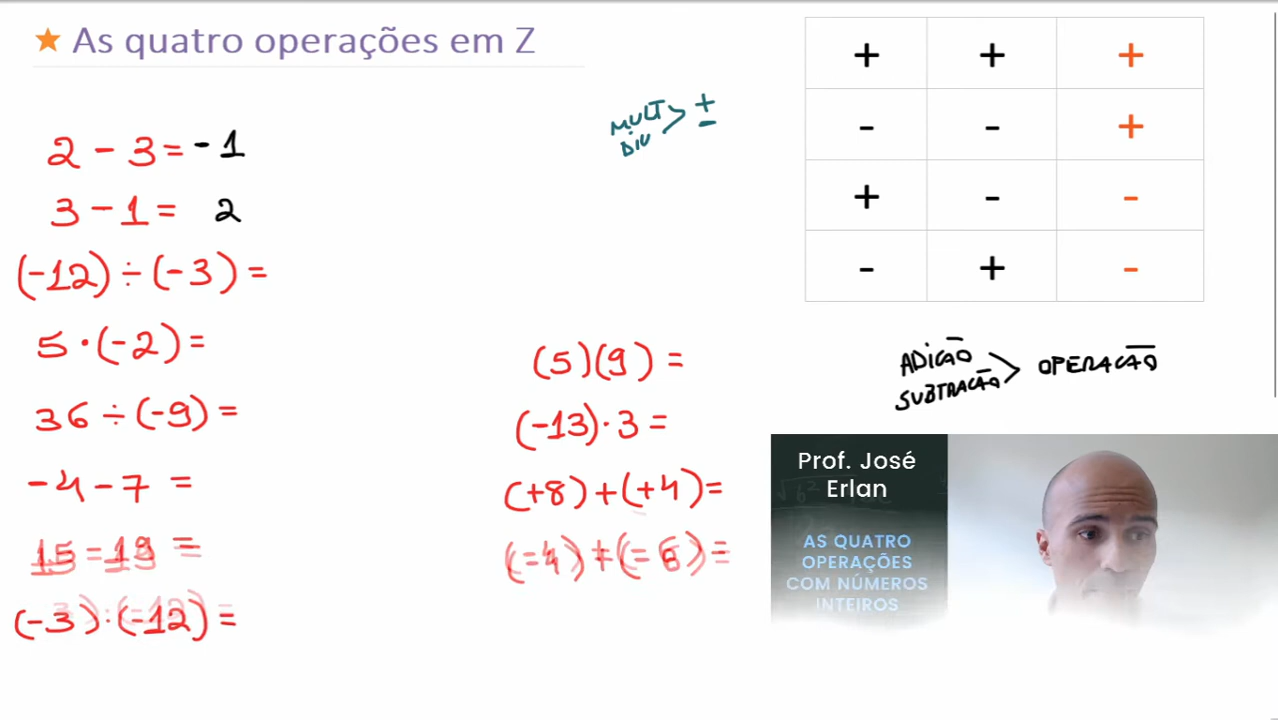 ★ As quatro operações em Z
2 - 3 = -1
3 - 1 = 2
(-12) ÷ (-3) =
5 · (-2) =
36 ÷ (-9) =
-4 - 7 =
15 - 19 =
(-3) · (-12) =
MULT
DIV > + -
(5)(9) =
(-13) · 3 =
(+8) + (+4) =
(-4) + (-6) =
+ + +
- - +
+ - -
- + -
ADIÇÃO
SUBTRAÇÃO > OPERAÇÃO
Prof. José
Erlan
AS QUATRO
OPERAÇÕES
COM NÚMEROS
INTEIROS